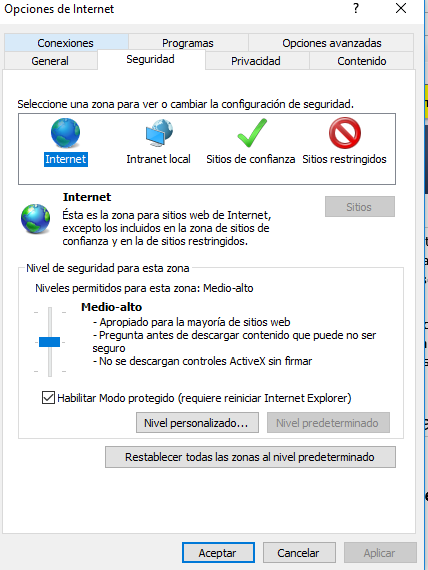 Opciones de Internet
?
Conexiones
Programas
Opciones avanzadas
General
Seguridad
Privacidad
Contenido
Seleccione una zona para ver o cambiar la configuración de seguridad.
Internet
Intranet local
Sitios de confianza
Sitios restringidos
Internet
Sitios
Ésta es la zona para sitios web de Internet,
excepto los incluidos en la zona de sitios de
confianza y en la de sitios restringidos.
Nivel de seguridad para esta zona
Niveles permitidos para esta zona: Medio-alto
Medio-alto
- Apropiado para la mayoría de sitios web
- Pregunta antes de descargar contenido que puede no ser
seguro
- No se descargan controles ActiveX sin firmar
Habilitar Modo protegido (requiere reiniciar Internet Explorer)
Nivel personalizado...
Nivel predeterminado
Restablecer todas las zonas al nivel predeterminado
Aceptar
Cancelar
Aplicar